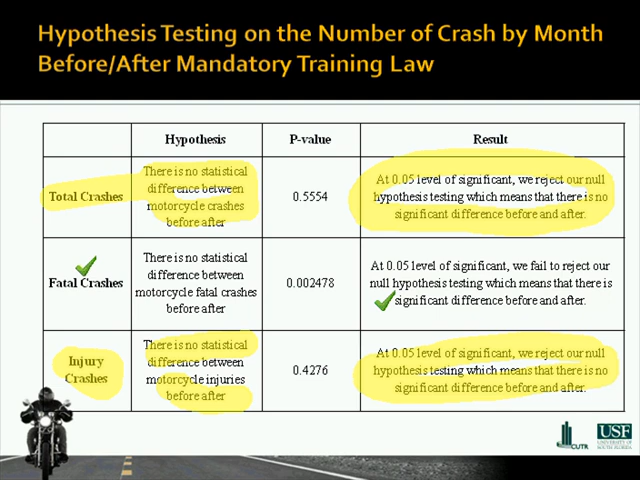 Hypothesis Testing on the Number of Crash by Month
Before/After Mandatory Training Law
Hypothesis
P-value
Result
Total Crashes
There is no statistical
difference between
motorcycle crashes
before after
0.5554
At 0.05 level of significant, we reject our null
hypothesis testing which means that there is no
significant difference before and after.
Fatal Crashes
There is no statistical
difference between
motorcycle fatal crashes
before after
0.002478
At 0.05 level of significant, we fail to reject our
null hypothesis testing which means that there is
significant difference before and after.
Injury
Crashes
There is no statistical
difference between
motorcycle injuries
before after
0.4276
At 0.05 level of significant, we reject our null
hypothesis testing which means that there is no
significant difference before and after.
CUTR
USF
UNIVERSITY OF
SOUTH FLORIDA